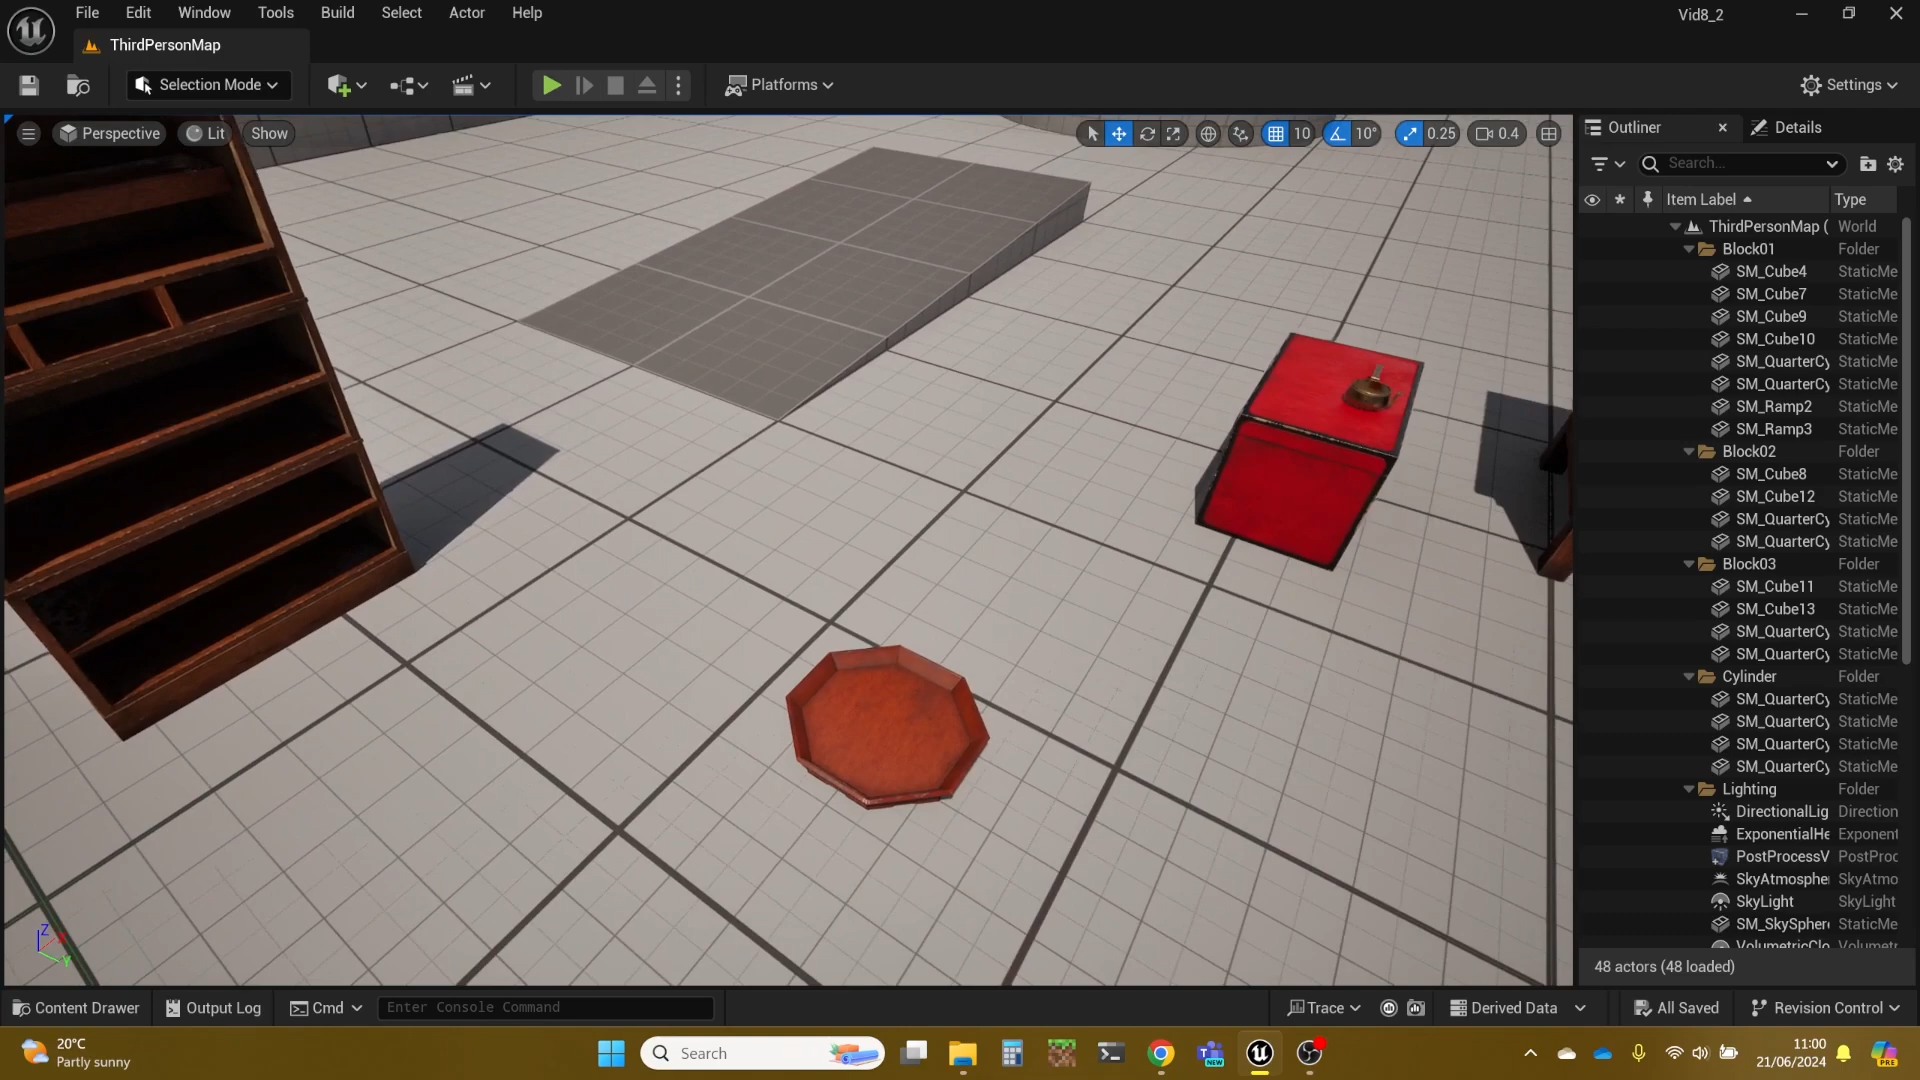 File Edit Window Tools Build Select Actor Help
Vid8_2
ThirdPersonMap
Selection Mode
Platforms
Settings
Perspective Lit Show
10 10° 0.25 0.4
Outliner
Details
Search...
Item Label Type
ThirdPersonMap ( World
Block01 Folder
SM_Cube4 StaticMe
SM_Cube7 StaticMe
SM_Cube9 StaticMe
SM_Cube10 StaticMe
SM_QuarterCy StaticMe
SM_QuarterCy StaticMe
SM_Ramp2 StaticMe
SM_Ramp3 StaticMe
Block02 Folder
SM_Cube8 StaticMe
SM_Cube12 StaticMe
SM_QuarterCy StaticMe
SM_QuarterCy StaticMe
Block03 Folder
SM_Cube11 StaticMe
SM_Cube13 StaticMe
SM_QuarterCy StaticMe
SM_QuarterCy StaticMe
Cylinder Folder
SM_QuarterCy StaticMe
SM_QuarterCy StaticMe
SM_QuarterCy StaticMe
SM_QuarterCy StaticMe
Lighting Folder
DirectionalLig Direction
ExponentialHe Exponent
PostProcessV PostProc
SkyAtmosphe SkyAtmo
SkyLight SkyLight
SM_SkySpher StaticMe
VolumetricClo Volumetr
48 actors (48 loaded)
Z X Y
Content Drawer Output Log Cmd Enter Console Command Trace Derived Data All Saved Revision Control
20°C
Partly sunny
Search
NEW
11:00
21/06/2024
PRE